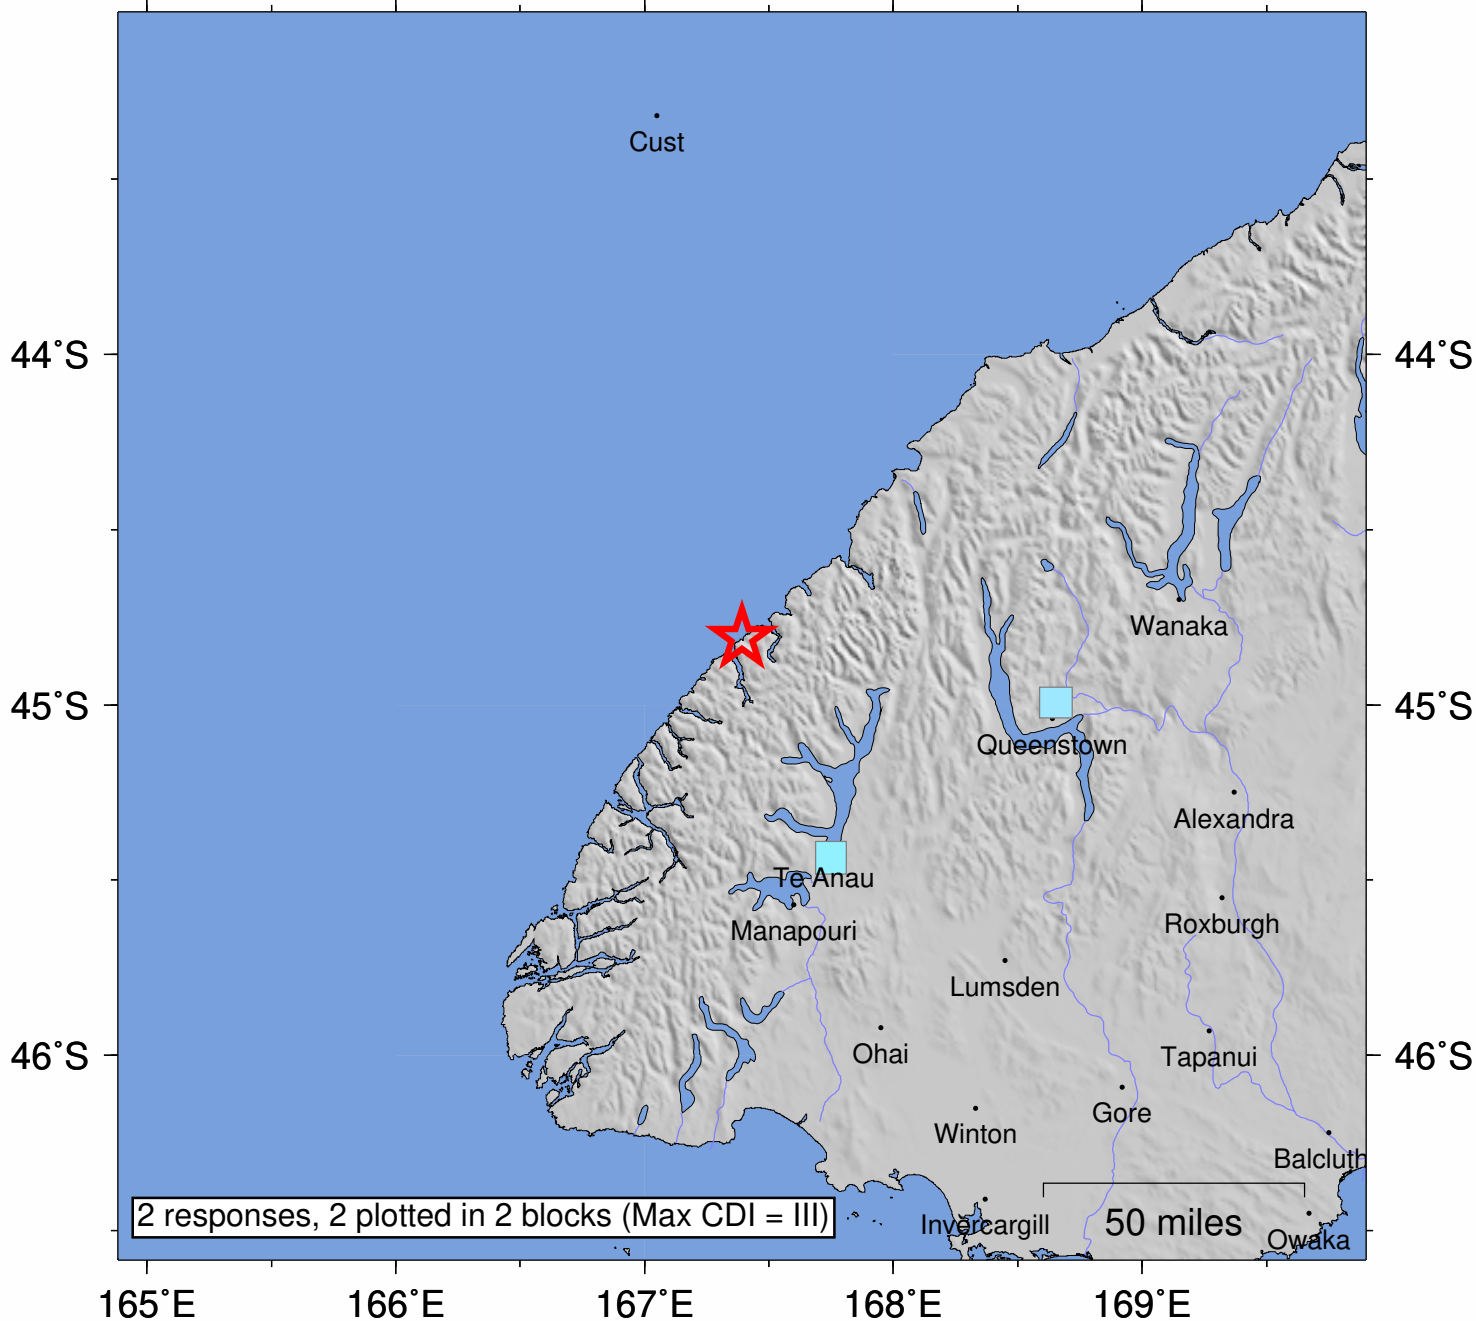 Cust
44°S
44°S
Wanaka
45°S
45°S
Queenstown
Alexandra
Te Anau
Roxburgh
Manapouri
Lumsden
Ohai
46°S
46°S
Tapanui
Gore
Winton
Balcluth
2 responses, 2 plotted in 2 blocks (Max CDI = III)
Invercargill
50 miles
Owaka
165°E
166°E
167°E
168°E
169°E